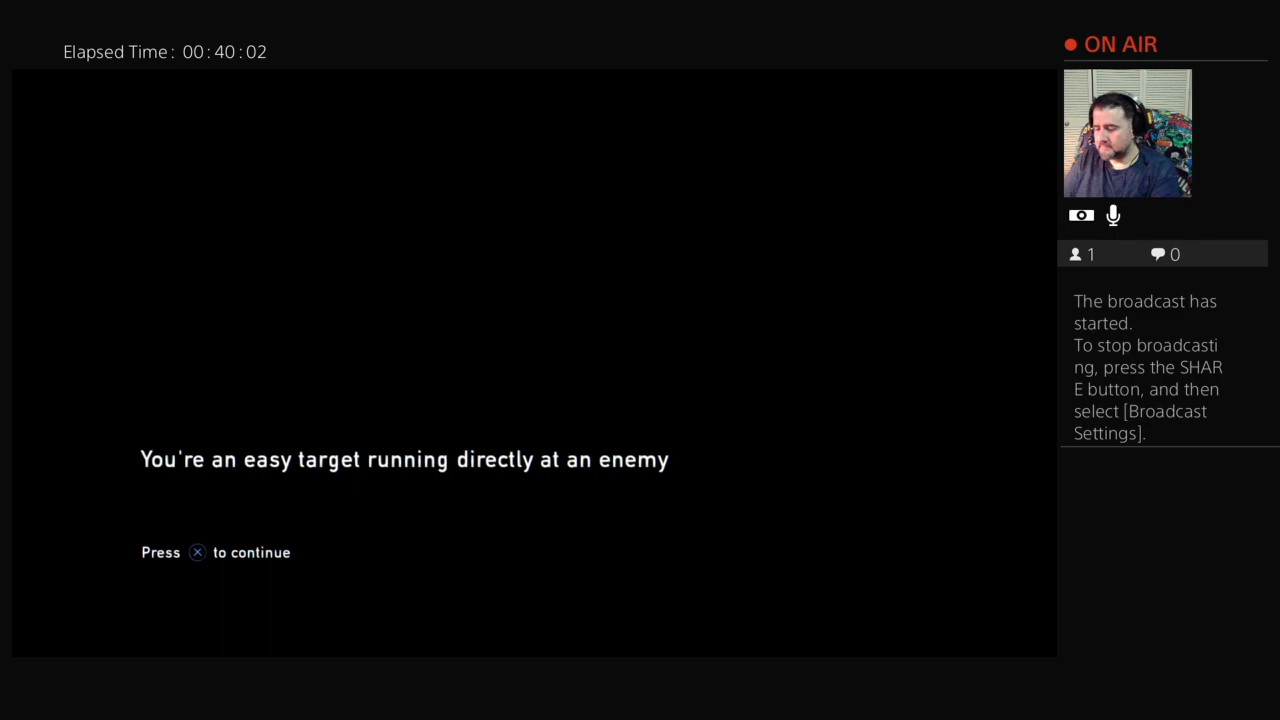 Elapsed Time: 00:40:02
ON AIR
1
0
The broadcast has
started.
To stop broadcasti
ng, press the SHAR
E button, and then
select [Broadcast
Settings].
You're an easy target running directly at an enemy
Press ⓧ to continue